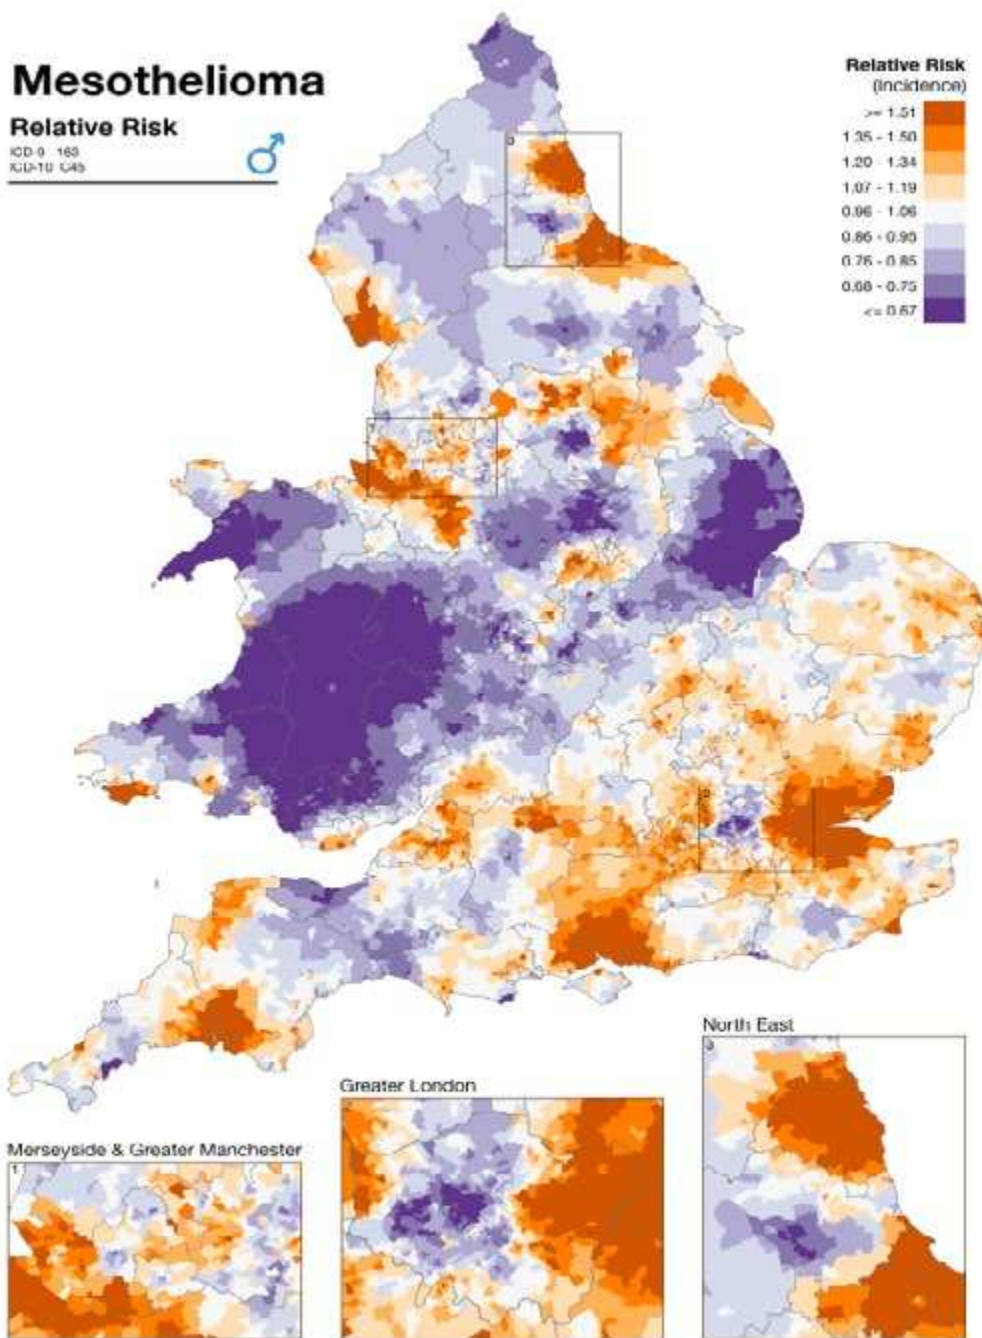 Mesothelioma
Relative Risk
ICD-9 163
ICD-10 C45
Relative Risk
(Incidence)
>= 1.51
1.35 - 1.50
1.20 - 1.34
1.07 - 1.19
0.96 - 1.06
0.86 - 0.95
0.76 - 0.85
0.68 - 0.75
<= 0.67
North East
Greater London
Merseyside & Greater Manchester
1